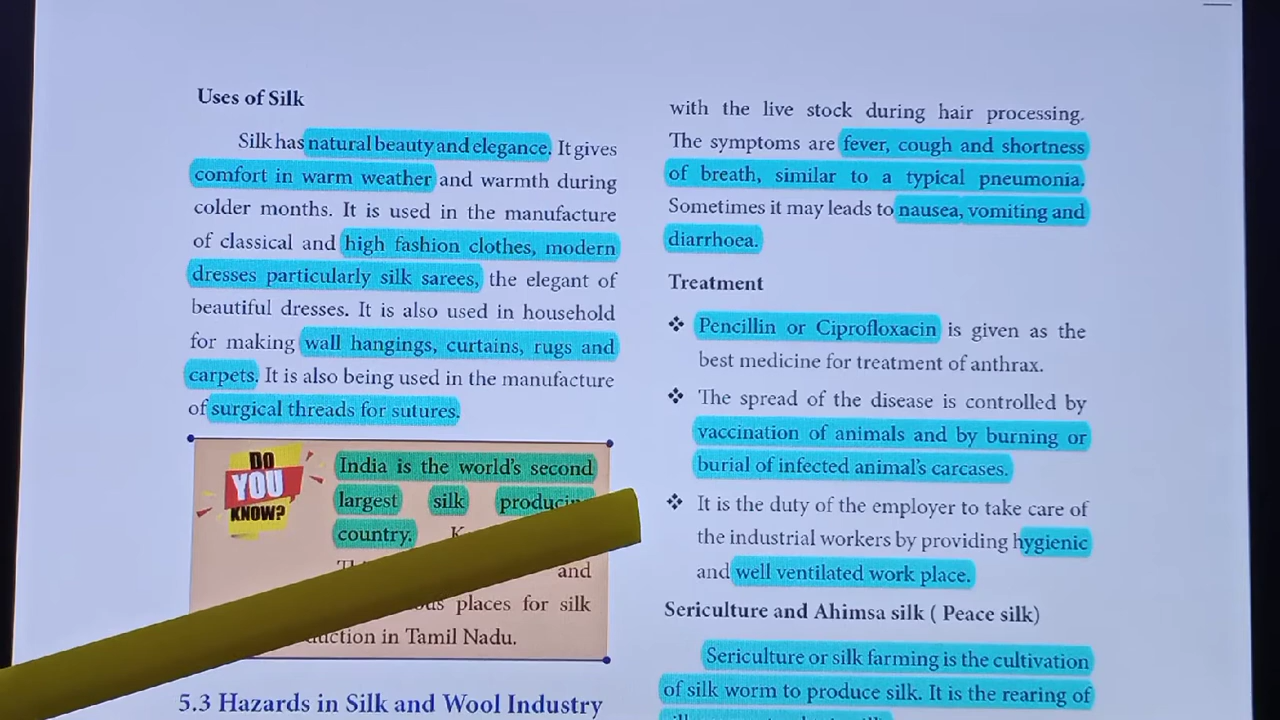 Uses of Silk
Silk has natural beauty and elegance. It gives
comfort in warm weather and warmth during
colder months. It is used in the manufacture
of classical and high fashion clothes, modern
dresses particularly silk sarees, the elegant of
beautiful dresses. It is also used in household
for making wall hangings, curtains, rugs and
carpets. It is also being used in the manufacture
of surgical threads for sutures.
DO
YOU
KNOW?
India is the world's second
largest silk producing
country.
and
places for silk
in Tamil Nadu.
5.3 Hazards in Silk and Wool Industry
with the live stock during hair processing.
The symptoms are fever, cough and shortness
of breath, similar to a typical pneumonia.
Sometimes it may leads to nausea, vomiting and
diarrhoea.
Treatment
❖ Pencillin or Ciprofloxacin is given as the
best medicine for treatment of anthrax.
❖ The spread of the disease is controlled by
vaccination of animals and by burning or
burial of infected animal's carcases.
❖ It is the duty of the employer to take care of
the industrial workers by providing hygienic
and well ventilated work place.
Sericulture and Ahimsa silk ( Peace silk)
Sericulture or silk farming is the cultivation
of silk worm to produce silk. It is the rearing of